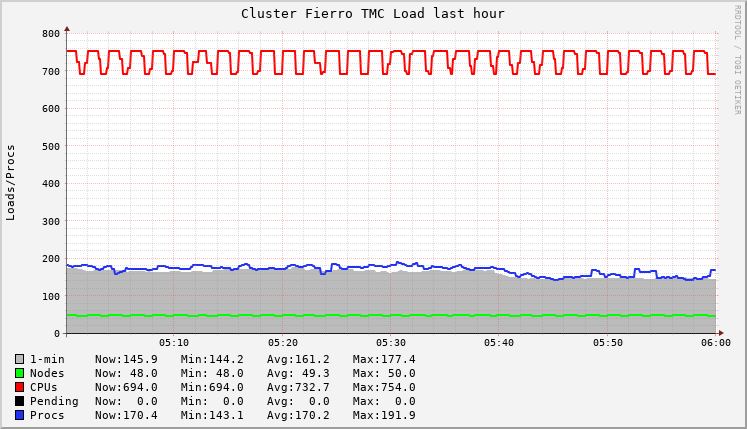 Cluster Fierro TMC Load last hour
RRDTOOL / TOBI OETIKER
Loads/Procs
800
700
600
500
400
300
200
100
0
05:10 05:20 05:30 05:40 05:50 06:00
1-min Now:145.9 Min:144.2 Avg:161.2 Max:177.4
Nodes Now: 48.0 Min: 48.0 Avg: 49.3 Max: 50.0
CPUs Now:694.0 Min:694.0 Avg:732.7 Max:754.0
Pending Now: 0.0 Min: 0.0 Avg: 0.0 Max: 0.0
Procs Now:170.4 Min:143.1 Avg:170.2 Max:191.9